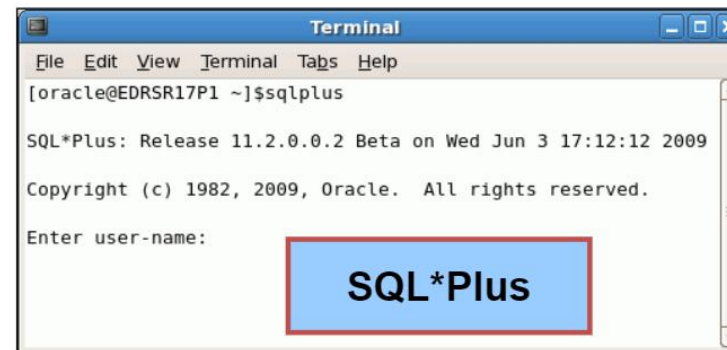 Terminal
File Edit View Terminal Tabs Help
[oracle@EDRSR17P1 ~]$sqlplus
SQL*Plus: Release 11.2.0.0.2 Beta on Wed Jun 3 17:12:12 2009
Copyright (c) 1982, 2009, Oracle.  All rights reserved.
Enter user-name:
SQL*Plus